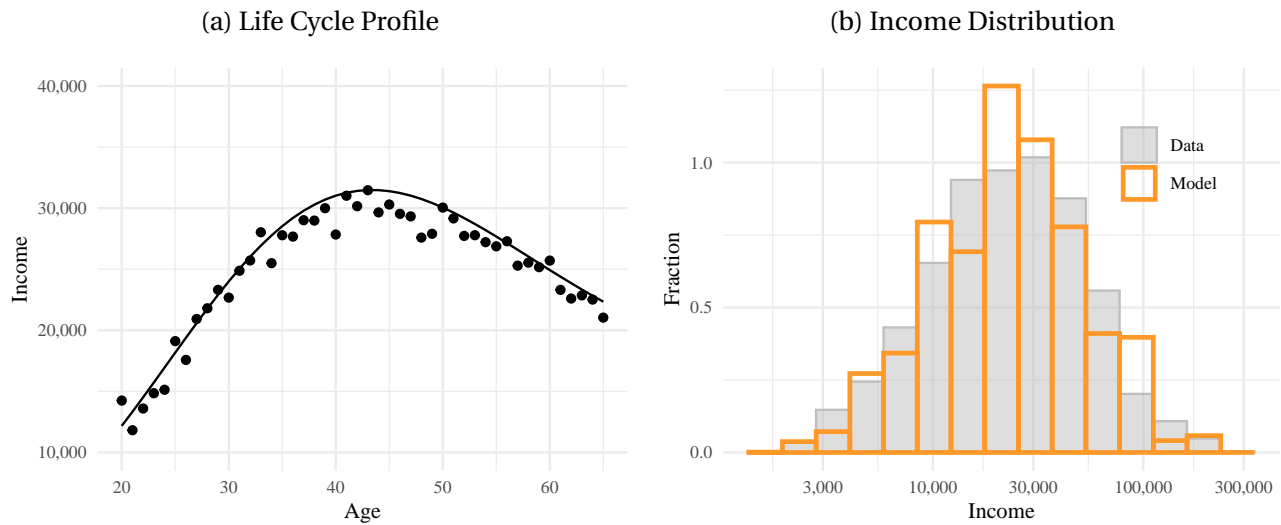 (a) Life Cycle Profile
40,000
30,000
20,000
10,000
Income
20 30 40 50 60
Age
(b) Income Distribution
1.0
0.5
0.0
Fraction
Data
Model
3,000 10,000 30,000 100,000 300,000
Income